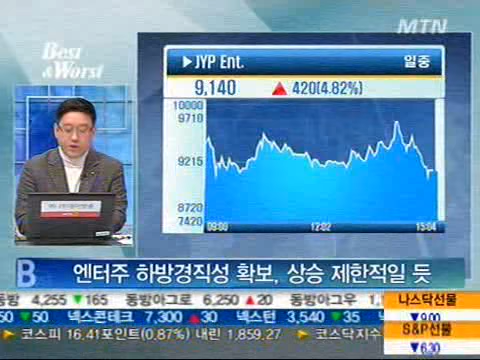 MTN
Best
& Worst
▶JYP Ent. 일중
9,140 ▲ 420(4.82%)
10000
9710
9215
8720
7420
09:00 12:02 15:04
B 엔터주 하방경직성 확보, 상승 제한적일 듯
동방 4,255 ▼165 동방아그로 6,250 ▲20 동방아그우
나스닥선물
50 ▼50 넥스콘테크 7,300 ▲30 넥스턴 3,540 ▼35
▼9.00
S&P선물
▶ 코스피 16.41포인트(0.87%) 내린 1,859.27 ▶ 코스닥지수
▼6.30